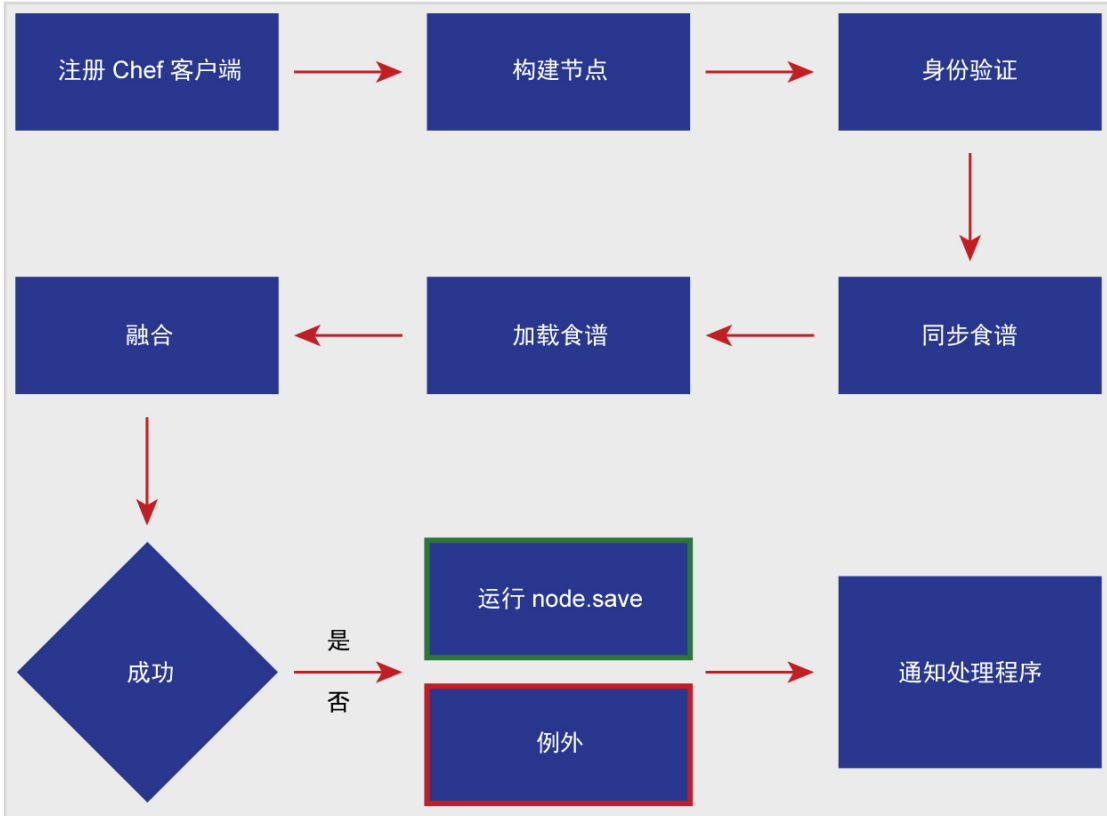 注册 Chef 客户端
构建节点
身份验证
融合
加载食谱
同步食谱
成功
是
否
运行 node.save
例外
通知处理程序